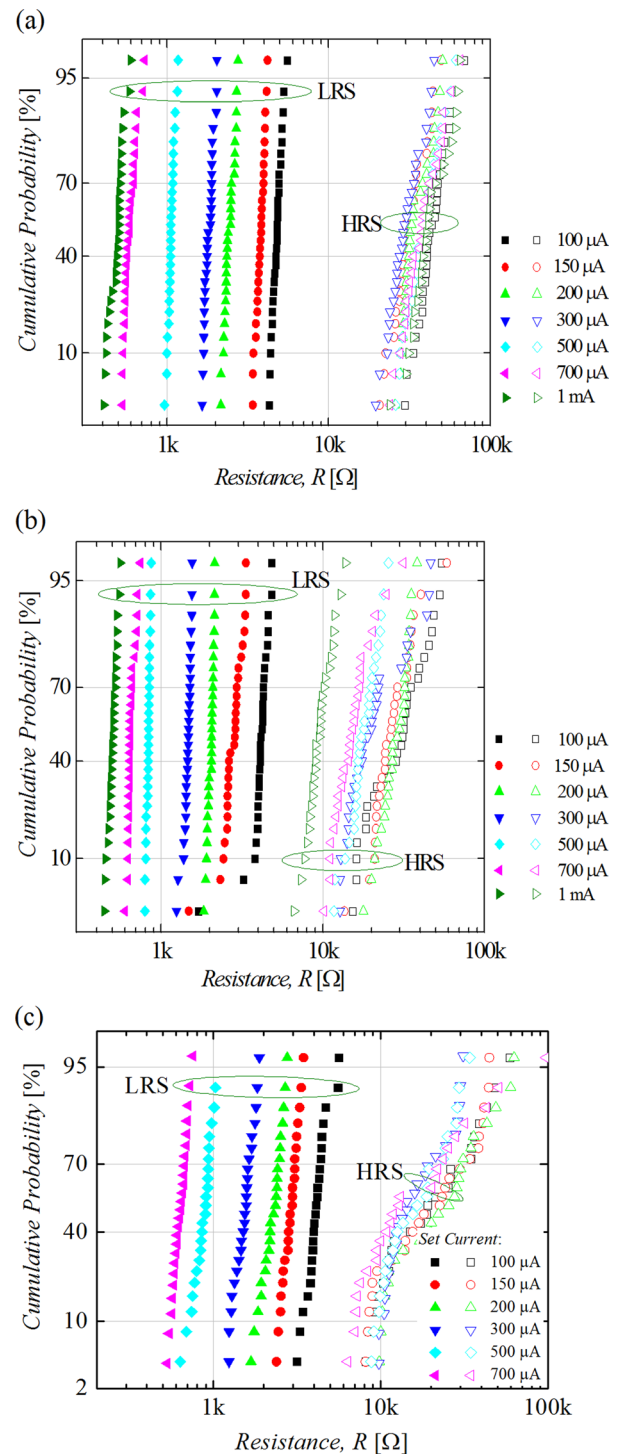 (a)
Cumulative Probability [%]
95
70
40
10
LRS
HRS
100 µA
150 µA
200 µA
300 µA
500 µA
700 µA
1 mA
1k
10k
100k
Resistance, R [Ω]
(b)
Cumulative Probability [%]
95
70
40
10
LRS
HRS
100 µA
150 µA
200 µA
300 µA
500 µA
700 µA
1 mA
1k
10k
100k
Resistance, R [Ω]
(c)
Cumulative Probability [%]
95
70
40
10
2
LRS
HRS
Set Current:
100 µA
150 µA
200 µA
300 µA
500 µA
700 µA
1k
10k
100k
Resistance, R [Ω]